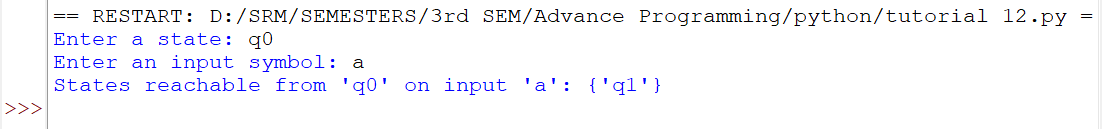 == RESTART: D:/SRM/SEMESTERS/3rd SEM/Advance Programming/python/tutorial 12.py =
Enter a state: q0
Enter an input symbol: a
States reachable from 'q0' on input 'a': {'q1'}
>>>